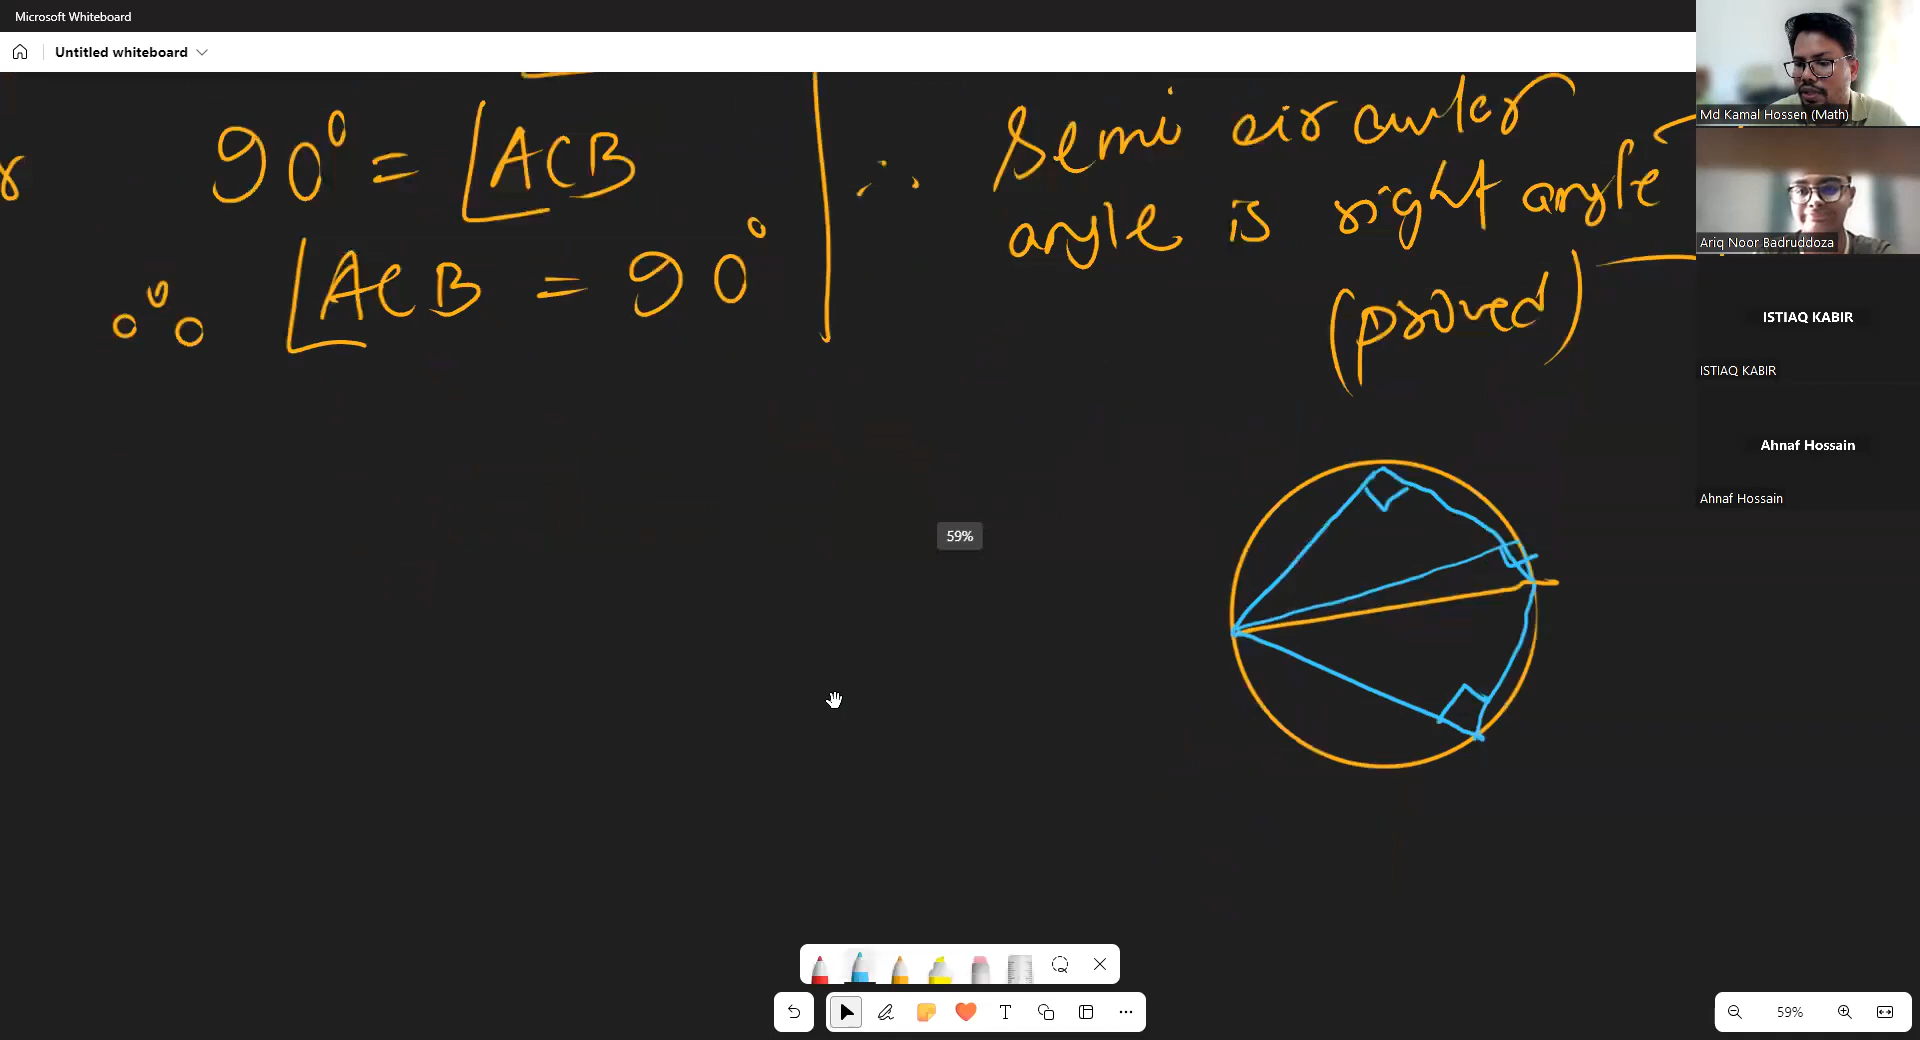 Microsoft Whiteboard
Untitled whiteboard
90° = ∠ACB
∴ ∠ACB = 90°
∴ Semi circuler
angle is right angle
(proved)
59%
Md Kamal Hossen (Math)
Ariq Noor Badruddoza
ISTIAQ KABIR
ISTIAQ KABIR
Ahnaf Hossain
Ahnaf Hossain
T
59%